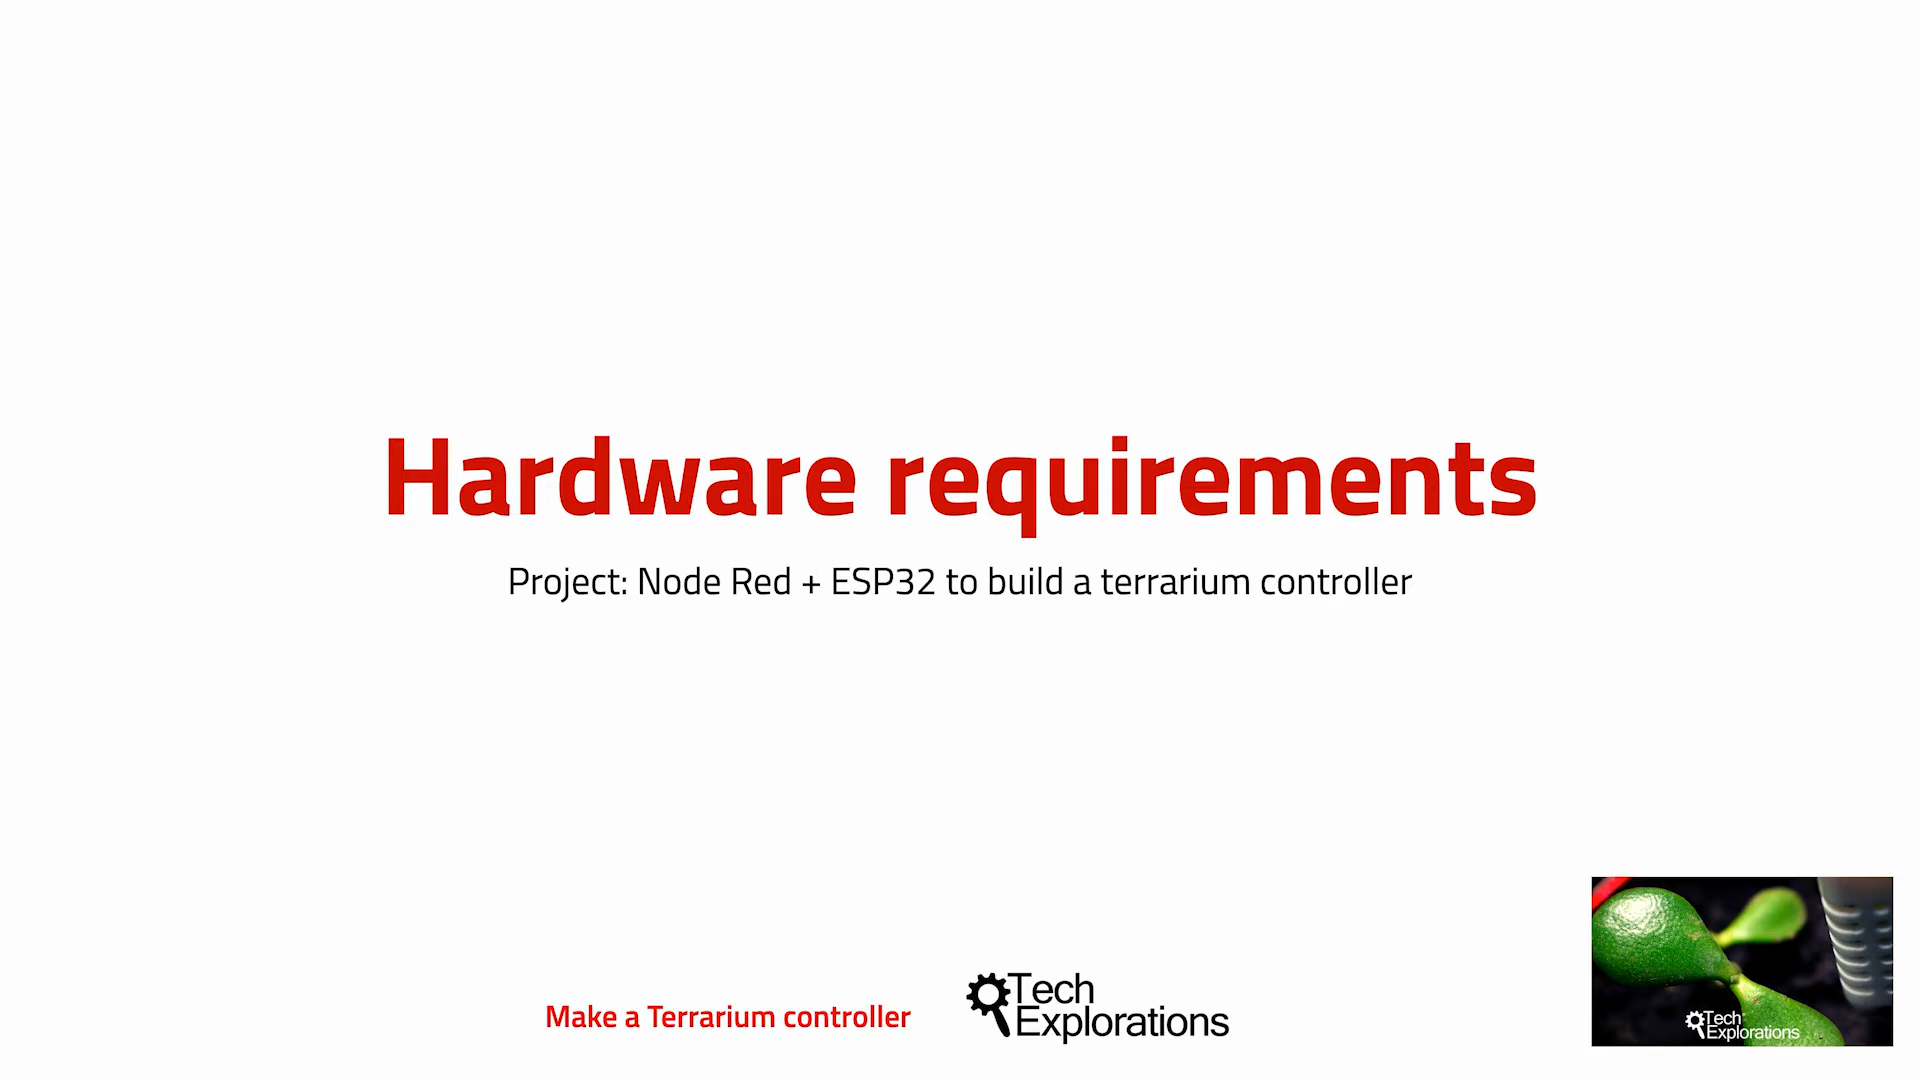 Hardware requirements
Project: Node Red + ESP32 to build a terrarium controller
Make a Terrarium controller
Tech
Explorations
Tech
Explorations